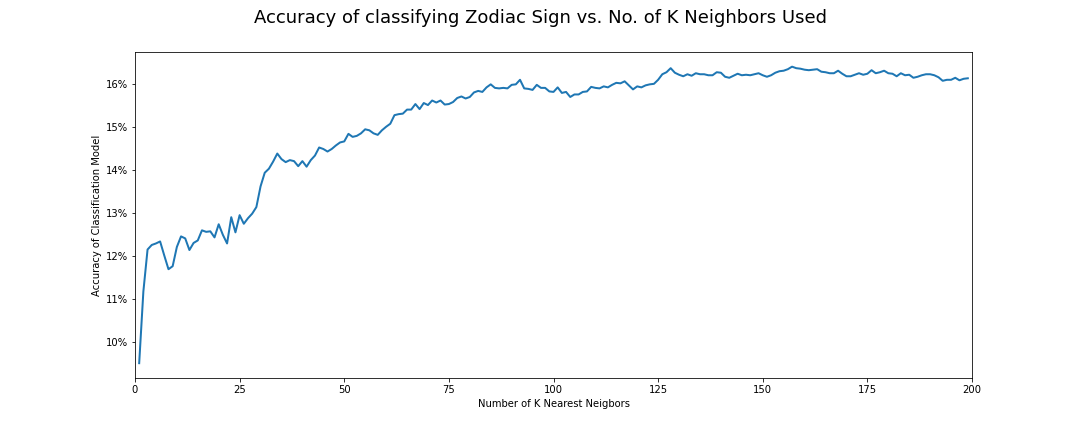 Accuracy of classifying Zodiac Sign vs. No. of K Neighbors Used
Accuracy of Classification Model
16%
15%
14%
13%
12%
11%
10%
0 25 50 75 100 125 150 175 200
Number of K Nearest Neigbors